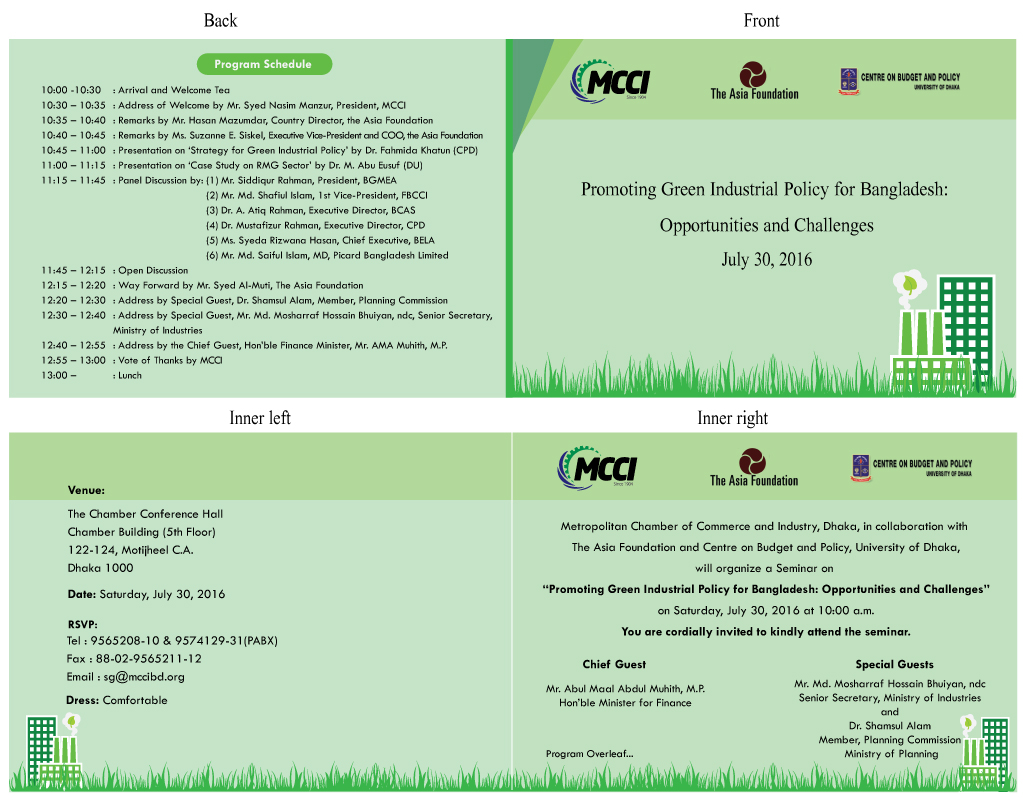 Back
Front
Program Schedule
10:00 -10:30 : Arrival and Welcome Tea
10:30 – 10:35 : Address of Welcome by Mr. Syed Nasim Manzur, President, MCCI
10:35 – 10:40 : Remarks by Mr. Hasan Mazumdar, Country Director, the Asia Foundation
10:40 – 10:45 : Remarks by Ms. Suzanne E. Siskel, Executive Vice-President and COO, the Asia Foundation
10:45 – 11:00 : Presentation on ‘Strategy for Green Industrial Policy’ by Dr. Fahmida Khatun (CPD)
11:00 – 11:15 : Presentation on ‘Case Study on RMG Sector’ by Dr. M. Abu Eusuf (DU)
11:15 – 11:45 : Panel Discussion by: (1) Mr. Siddiqur Rahman, President, BGMEA
(2) Mr. Md. Shafiul Islam, 1st Vice-President, FBCCI
(3) Dr. A. Atiq Rahman, Executive Director, BCAS
(4) Dr. Mustafizur Rahman, Executive Director, CPD
(5) Ms. Syeda Rizwana Hasan, Chief Executive, BELA
(6) Mr. Md. Saiful Islam, MD, Picard Bangladesh Limited
11:45 – 12:15 : Open Discussion
12:15 – 12:20 : Way Forward by Mr. Syed Al-Muti, The Asia Foundation
12:20 – 12:30 : Address by Special Guest, Dr. Shamsul Alam, Member, Planning Commission
12:30 – 12:40 : Address by Special Guest, Mr. Md. Mosharraf Hossain Bhuiyan, ndc, Senior Secretary,
Ministry of Industries
12:40 – 12:55 : Address by the Chief Guest, Hon'ble Finance Minister, Mr. AMA Muhith, M.P.
12:55 – 13:00 : Vote of Thanks by MCCI
13:00 – : Lunch
MCCI
Since 1904
The Asia Foundation
CENTRE ON BUDGET AND POLICY
UNIVERSITY OF DHAKA
Promoting Green Industrial Policy for Bangladesh:
Opportunities and Challenges
July 30, 2016
Inner left
Inner right
Venue:
The Chamber Conference Hall
Chamber Building (5th Floor)
122-124, Motijheel C.A.
Dhaka 1000
Date: Saturday, July 30, 2016
RSVP:
Tel : 9565208-10 & 9574129-31(PABX)
Fax : 88-02-9565211-12
Email : sg@mccibd.org
Dress: Comfortable
MCCI
Since 1904
The Asia Foundation
CENTRE ON BUDGET AND POLICY
UNIVERSITY OF DHAKA
Metropolitan Chamber of Commerce and Industry, Dhaka, in collaboration with
The Asia Foundation and Centre on Budget and Policy, University of Dhaka,
will organize a Seminar on
“Promoting Green Industrial Policy for Bangladesh: Opportunities and Challenges”
on Saturday, July 30, 2016 at 10:00 a.m.
You are cordially invited to kindly attend the seminar.
Chief Guest
Mr. Abul Maal Abdul Muhith, M.P.
Hon'ble Minister for Finance
Special Guests
Mr. Md. Mosharraf Hossain Bhuiyan, ndc
Senior Secretary, Ministry of Industries
and
Dr. Shamsul Alam
Member, Planning Commission
Ministry of Planning
Program Overleaf...